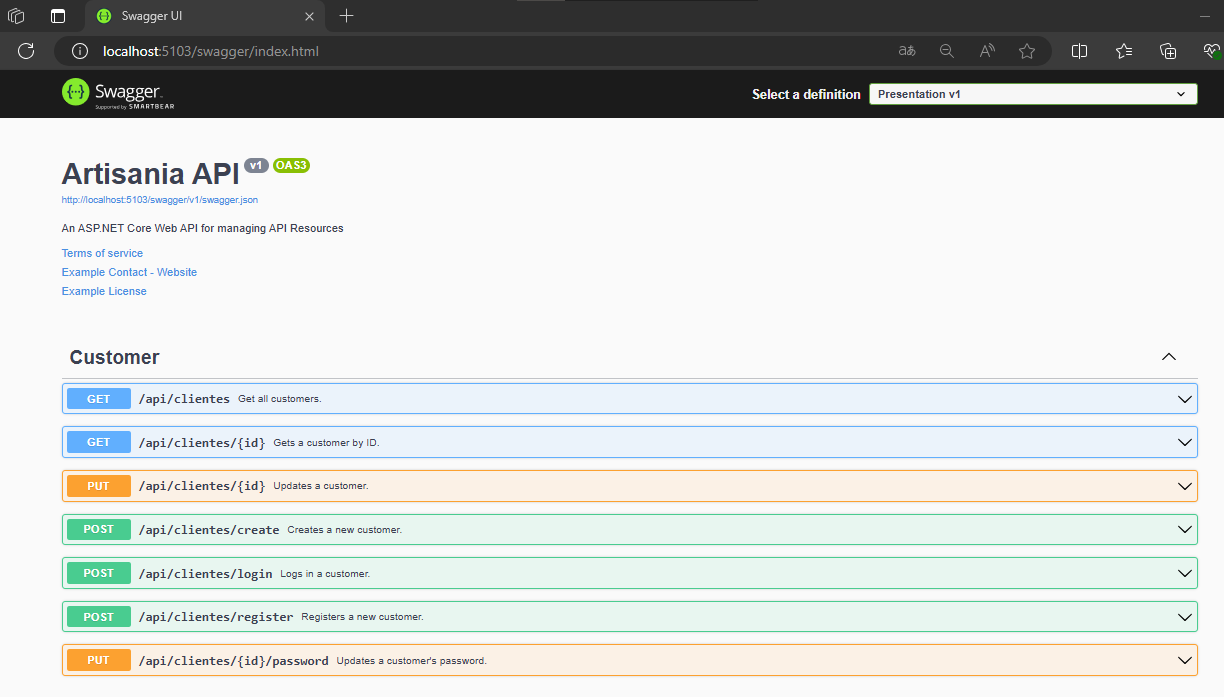 Swagger UI
localhost:5103/swagger/index.html
Swagger
Supported by SMARTBEAR
Select a definition
Presentation v1
Artisania API v1 OAS3
http://localhost:5103/swagger/v1/swagger.json
An ASP.NET Core Web API for managing API Resources
Terms of service
Example Contact - Website
Example License
Customer
GET /api/clientes Get all customers.
GET /api/clientes/{id} Gets a customer by ID.
PUT /api/clientes/{id} Updates a customer.
POST /api/clientes/create Creates a new customer.
POST /api/clientes/login Logs in a customer.
POST /api/clientes/register Registers a new customer.
PUT /api/clientes/{id}/password Updates a customer's password.